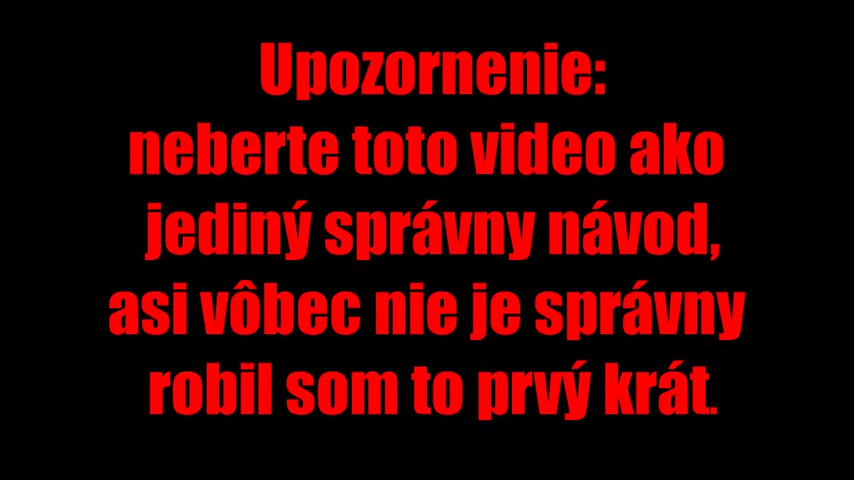 Upozornenie:
neberte toto video ako
jediný správny návod,
asi vôbec nie je správny
robil som to prvý krát.